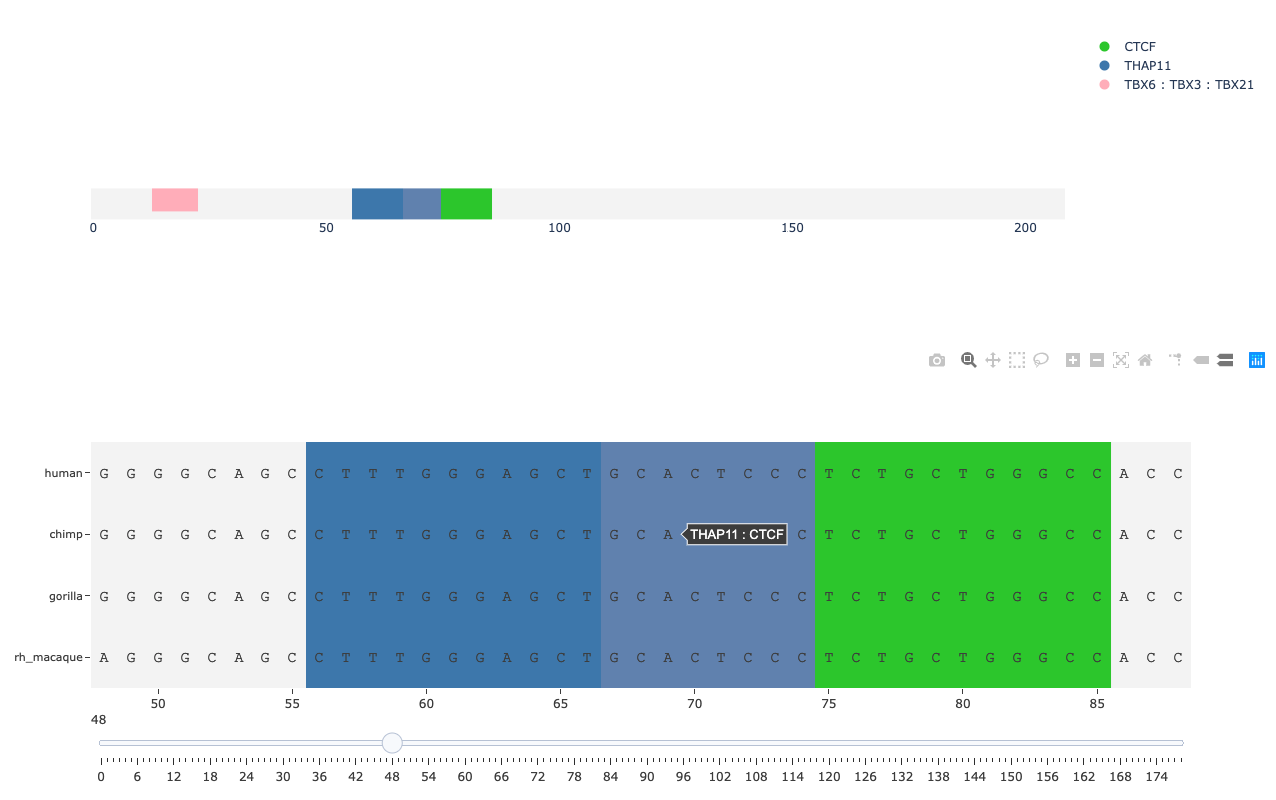 CTCF
THAP11
TBX6 : TBX3 : TBX21
0 50 100 150 200
human G G G G C A G C C T T T G G G A G C T G C A C T C C C T C T G C T G G G C C A C C
chimp G G G G C A G C C T T T G G G A G C T G C A THAP11 : CTCF C T C T G C T G G G C C A C C
gorilla G G G G C A G C C T T T G G G A G C T G C A C T C C C T C T G C T G G G C C A C C
rh_macaque A G G G C A G C C T T T G G G A G C T G C A C T C C C T C T G C T G G G C C A C C
50 55 60 65 70 75 80 85
48
0 6 12 18 24 30 36 42 48 54 60 66 72 78 84 90 96 102 108 114 120 126 132 138 144 150 156 162 168 174